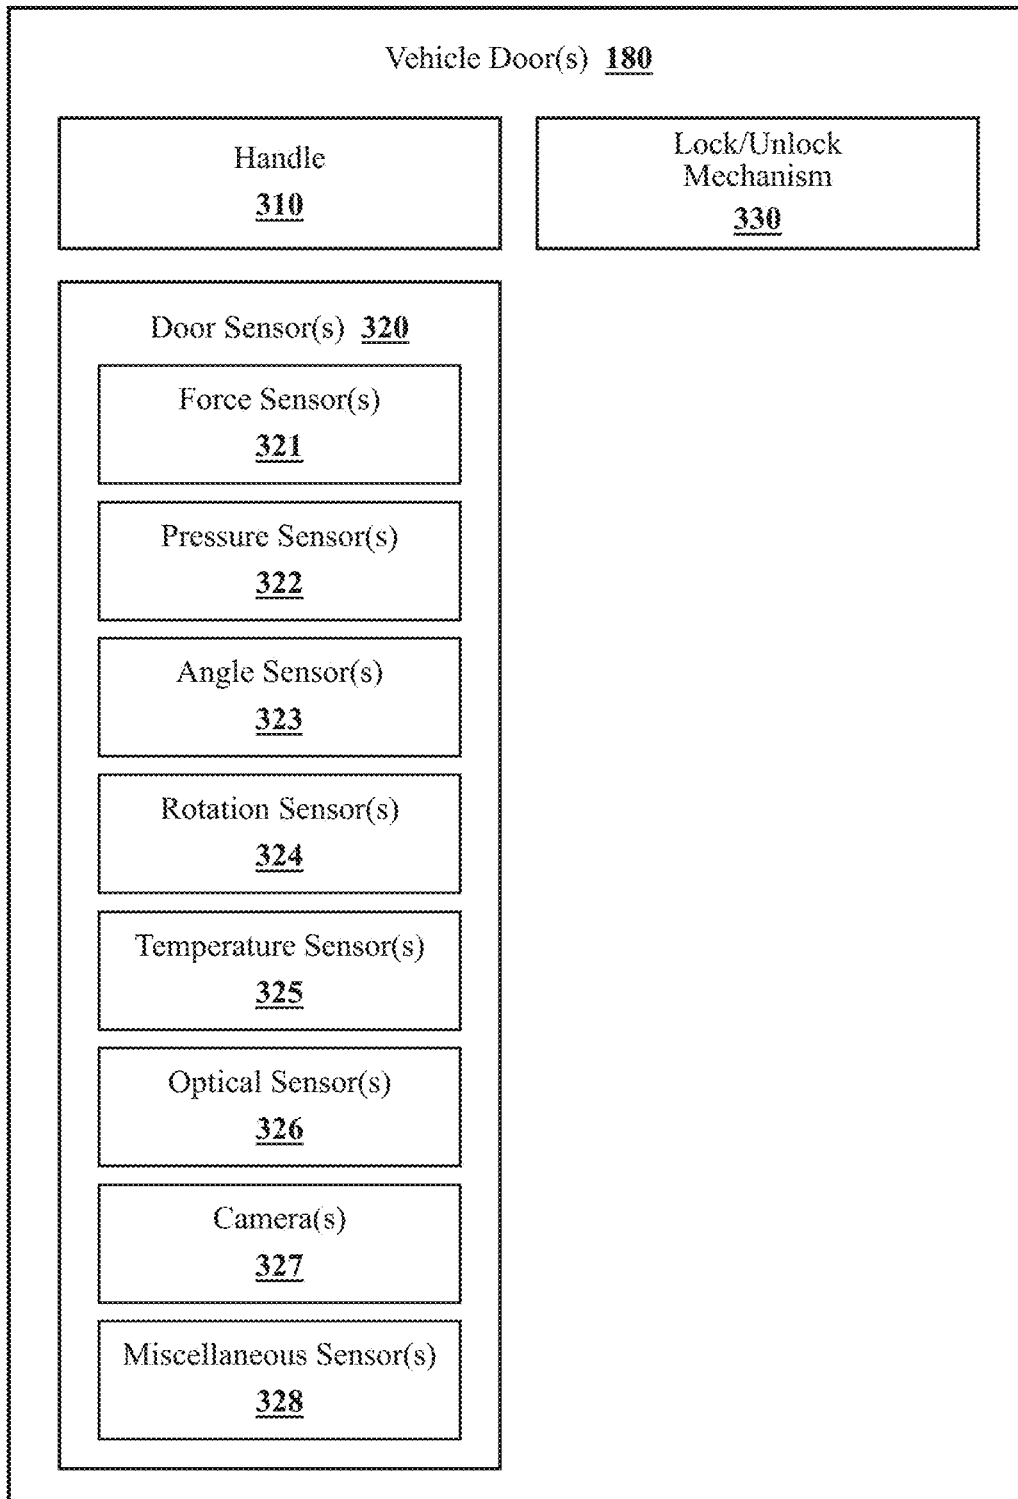 Vehicle Door(s) 180
Handle
310
Lock/Unlock
Mechanism
330
Door Sensor(s) 320
Force Sensor(s)
321
Pressure Sensor(s)
322
Angle Sensor(s)
323
Rotation Sensor(s)
324
Temperature Sensor(s)
325
Optical Sensor(s)
326
Camera(s)
327
Miscellaneous Sensor(s)
328